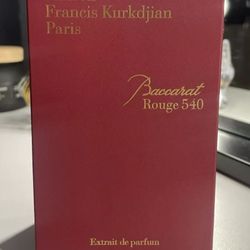 Francis Kurkdjian
Paris
Baccarat
Rouge 540
Extrait de parfum